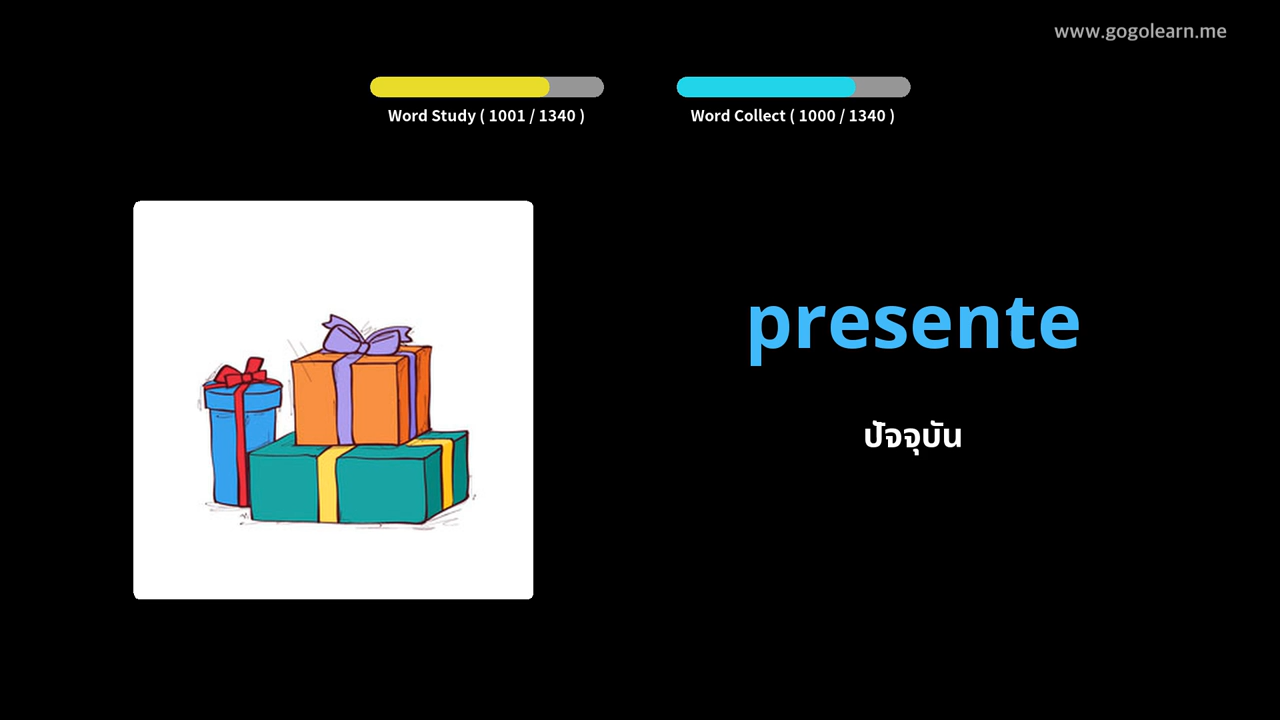 www.gogolearn.me
Word Study ( 1001 / 1340 )
Word Collect ( 1000 / 1340 )
presente
ปัจจุบัน